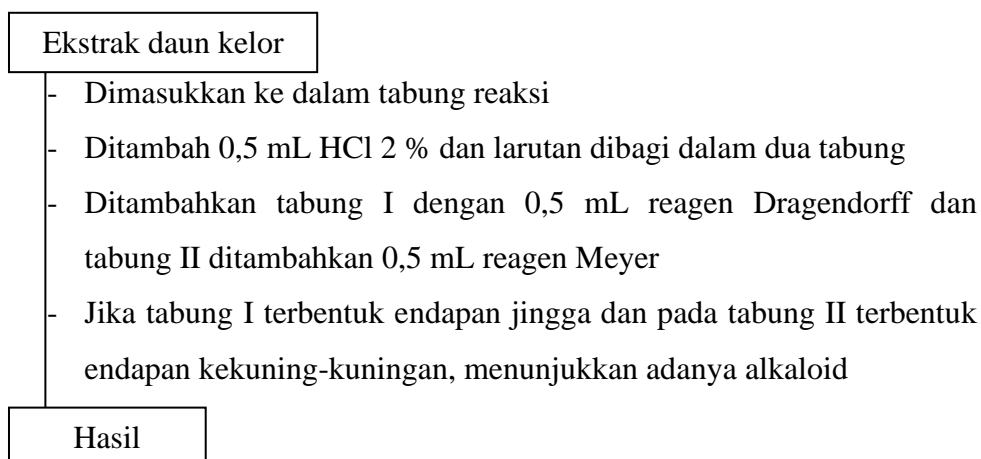 Ekstrak daun kelor
- Dimasukkan ke dalam tabung reaksi
- Ditambah 0,5 mL HCl 2 % dan larutan dibagi dalam dua tabung
- Ditambahkan tabung I dengan 0,5 mL reagen Dragendorff dan
tabung II ditambahkan 0,5 mL reagen Meyer
- Jika tabung I terbentuk endapan jingga dan pada tabung II terbentuk
endapan kekuning-kuningan, menunjukkan adanya alkaloid
Hasil